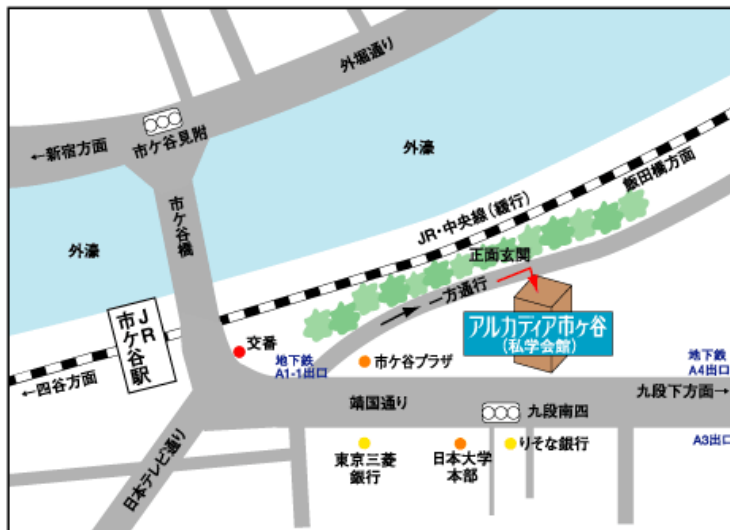 外堀通り
←新宿方面
市ケ谷見附
外濠
飯田橋方面
市ケ谷橋
JR・中央線(緩行)
外濠
正面玄関
一方通行
JR
市ケ谷駅
アルカディア市ヶ谷
(私学会館)
交番
地下鉄
A1-1出口
市ケ谷プラザ
地下鉄
A4出口
←四谷方面
九段下方面→
靖国通り
九段南四
日本テレビ通り
東京三菱
銀行
日本大学
本部
りそな銀行
A3出口